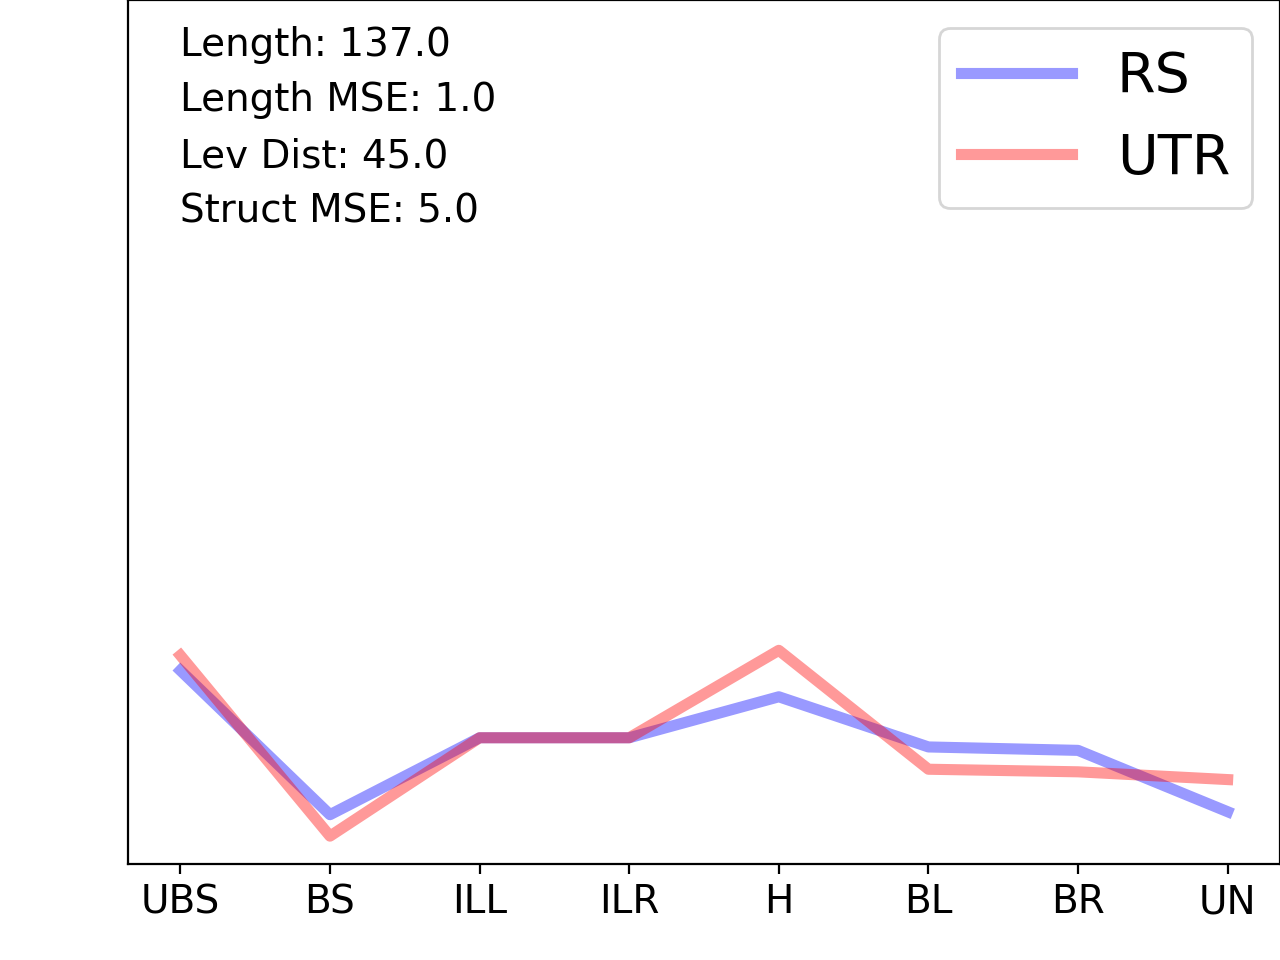 Length: 137.0
Length MSE: 1.0
Lev Dist: 45.0
Struct MSE: 5.0
RS
UTR
UBS
BS
ILL
ILR
H
BL
BR
UN